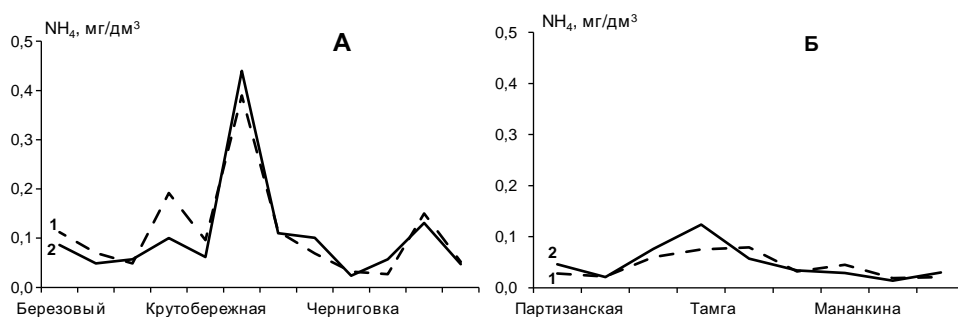 NH₄, мг/дм³
А
0,5
0,4
0,3
0,2
0,1
0,0
1
2
Березовый Крутобережная Черниговка
NH₄, мг/дм³
Б
0,5
0,4
0,3
0,2
0,1
0,0
2
1
Партизанская Тамга Мананкина